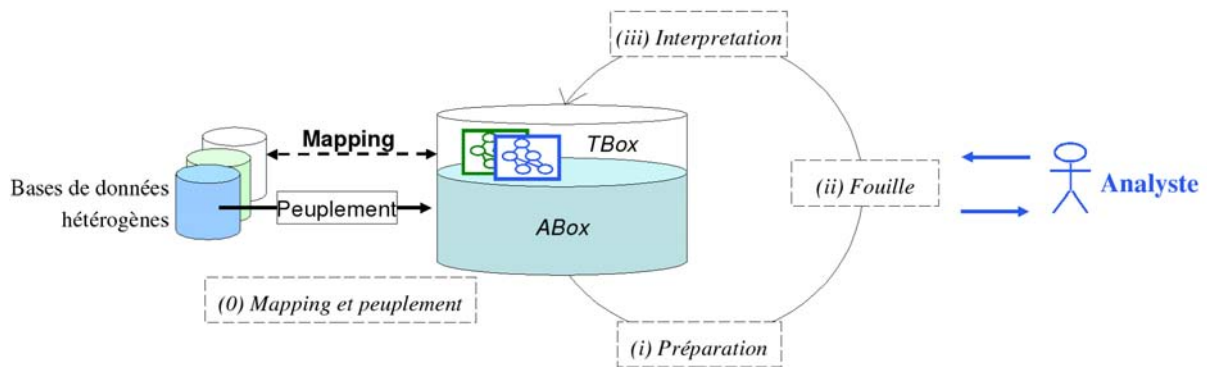 (iii) Interpretation
Mapping
TBox
Bases de données
hétérogènes
(ii) Fouille
Analyste
Peuplement
ABox
(0) Mapping et peuplement
(i) Préparation